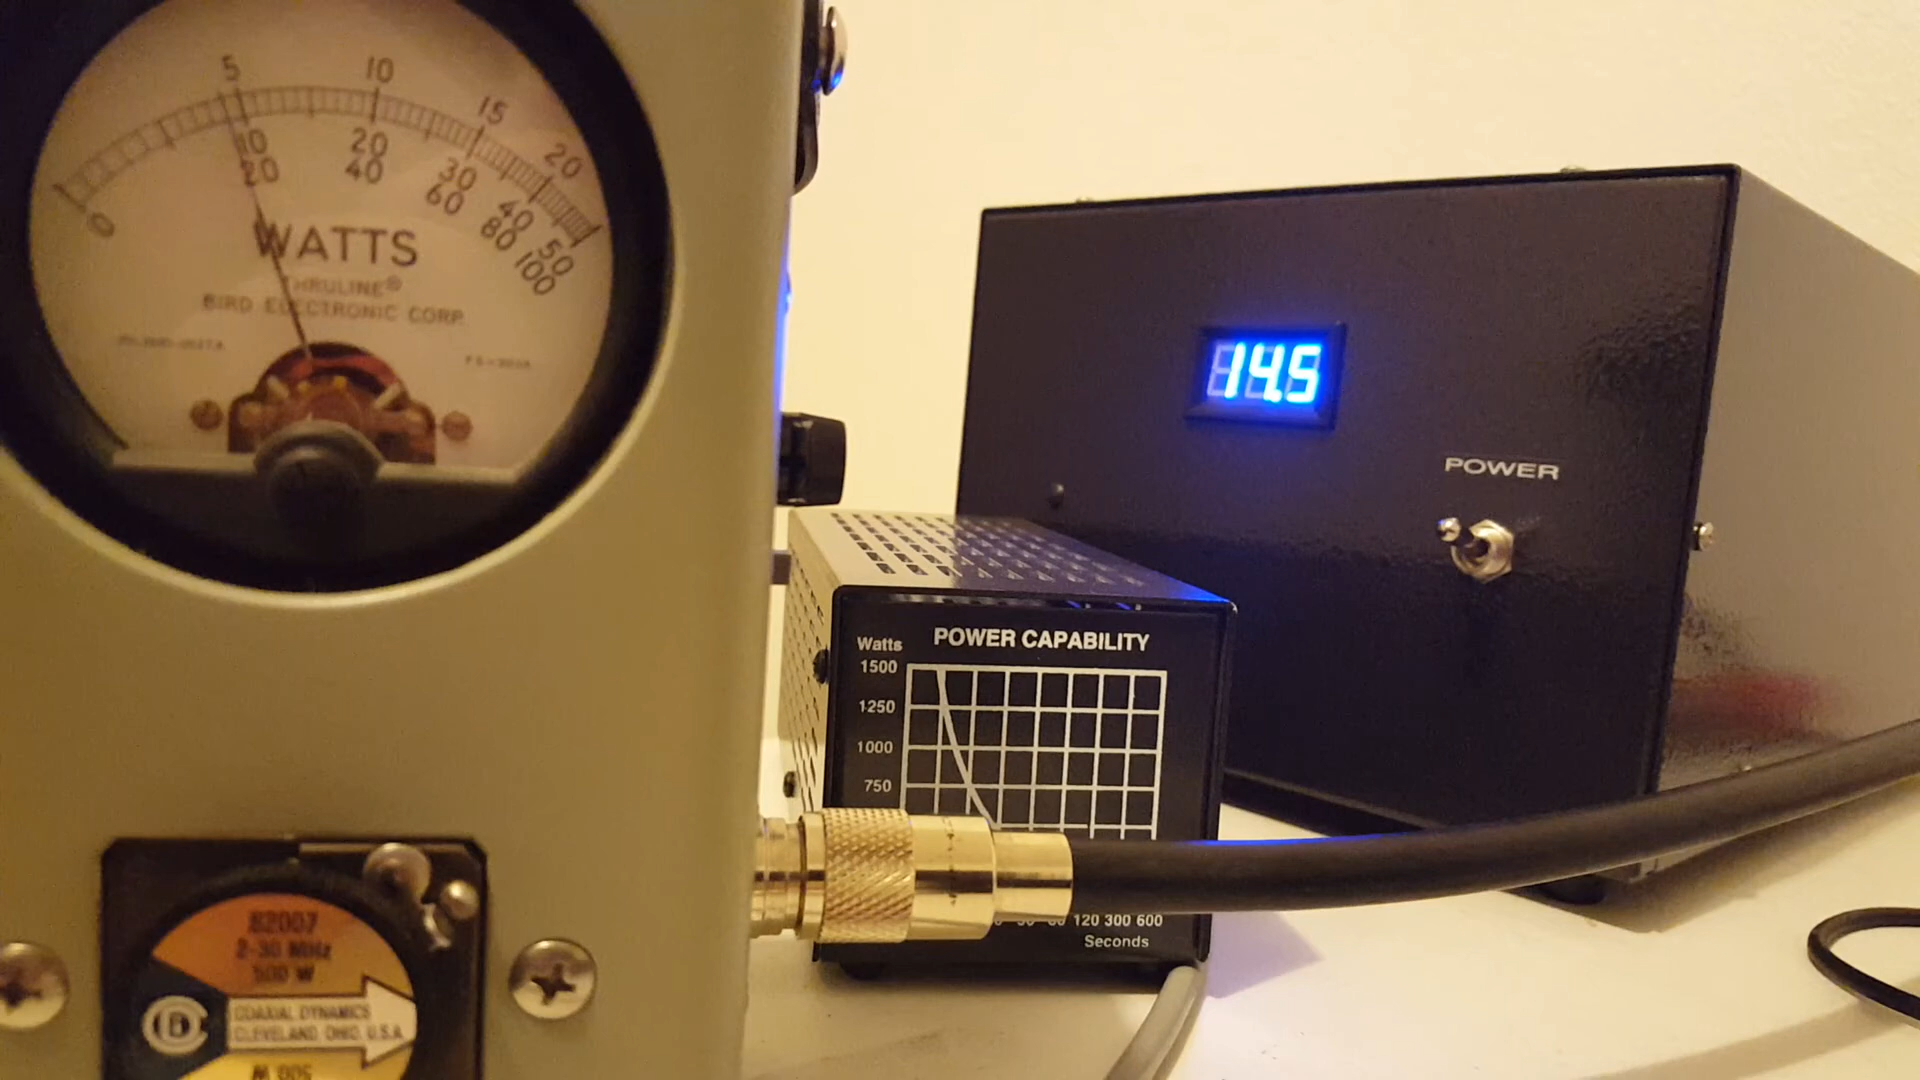 5 10 15 20
0 10 20 30 40 50
20 40 60 80 100
WATTS
THRULINE®
BIRD ELECTRONIC CORP.
82007
2-30 MHz
500 W
COAXIAL DYNAMICS
CLEVELAND, OHIO, U.S.A.
500 W
14.5
POWER
Watts
POWER CAPABILITY
1500
1250
1000
750
120 300 600
Seconds